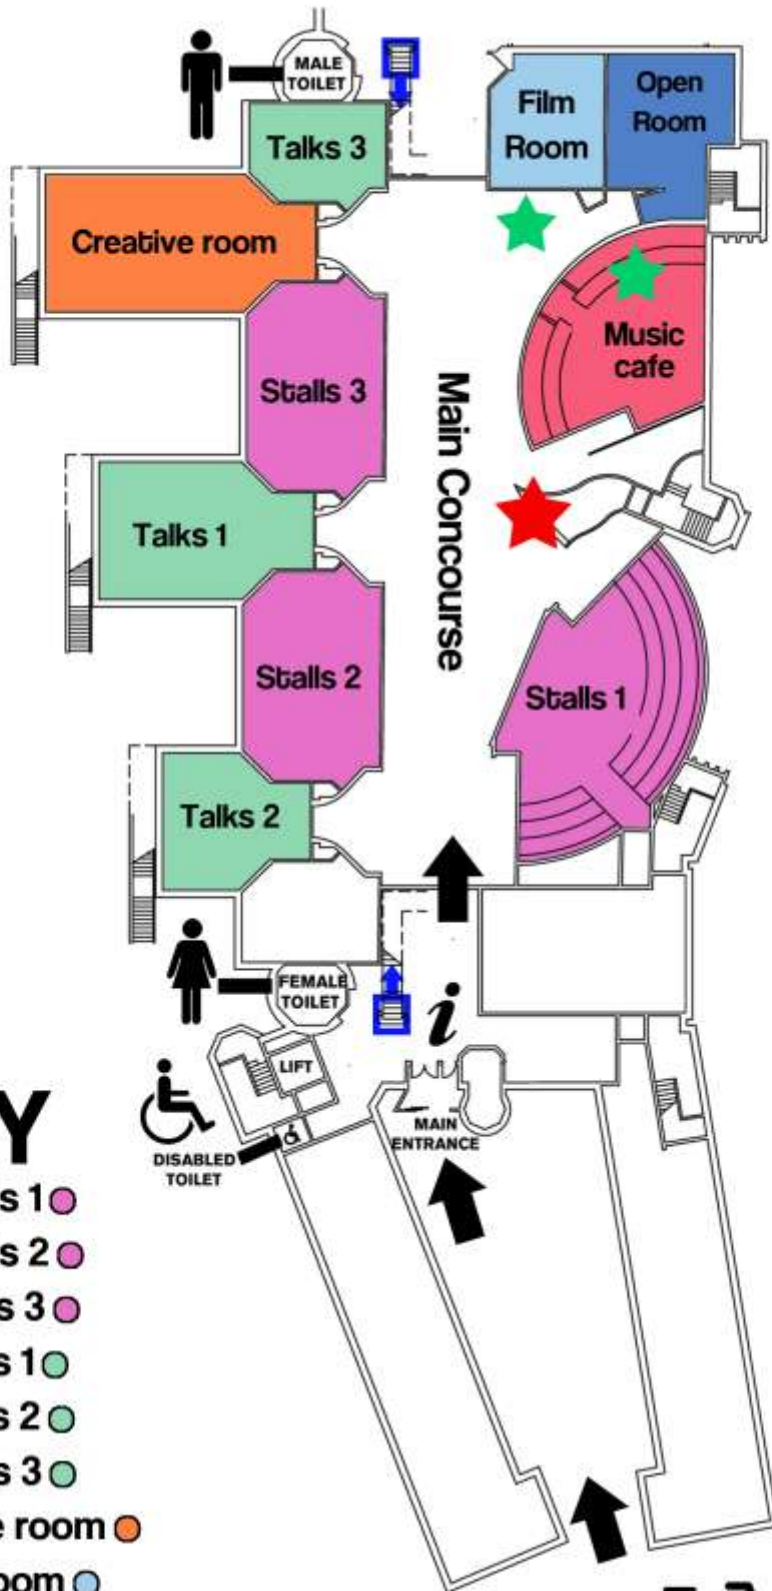 MALE
TOILET
Talks 3
Film
Room
Open
Room
Creative room
Music
cafe
Stalls 3
Main Concourse
Talks 1
Stalls 2
Stalls 1
Talks 2
FEMALE
TOILET
i
LIFT
MAIN
ENTRANCE
DISABLED
TOILET
Y
s 1
s 2
s 3
s 1
s 2
s 3
e room
oom